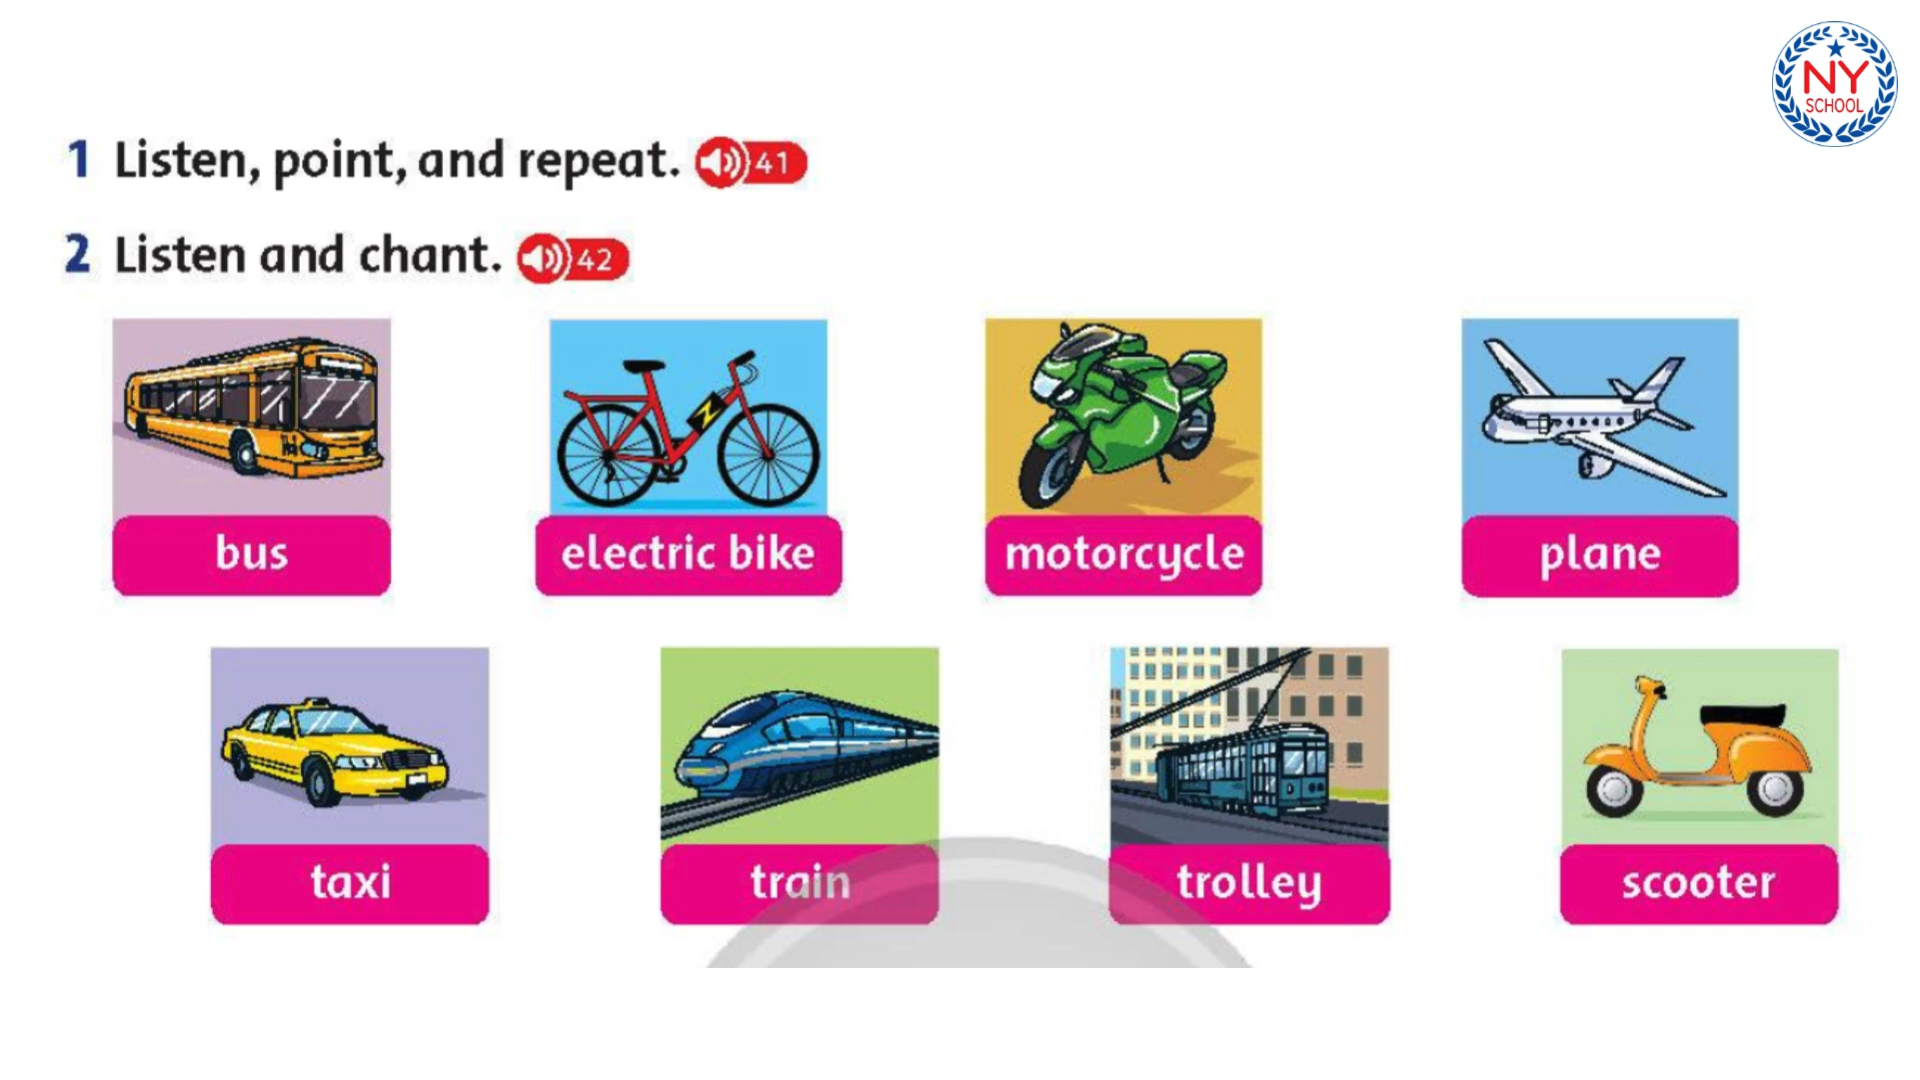 NY
SCHOOL
1 Listen, point, and repeat. 41
2 Listen and chant. 42
bus
electric bike
motorcycle
plane
taxi
train
trolley
scooter